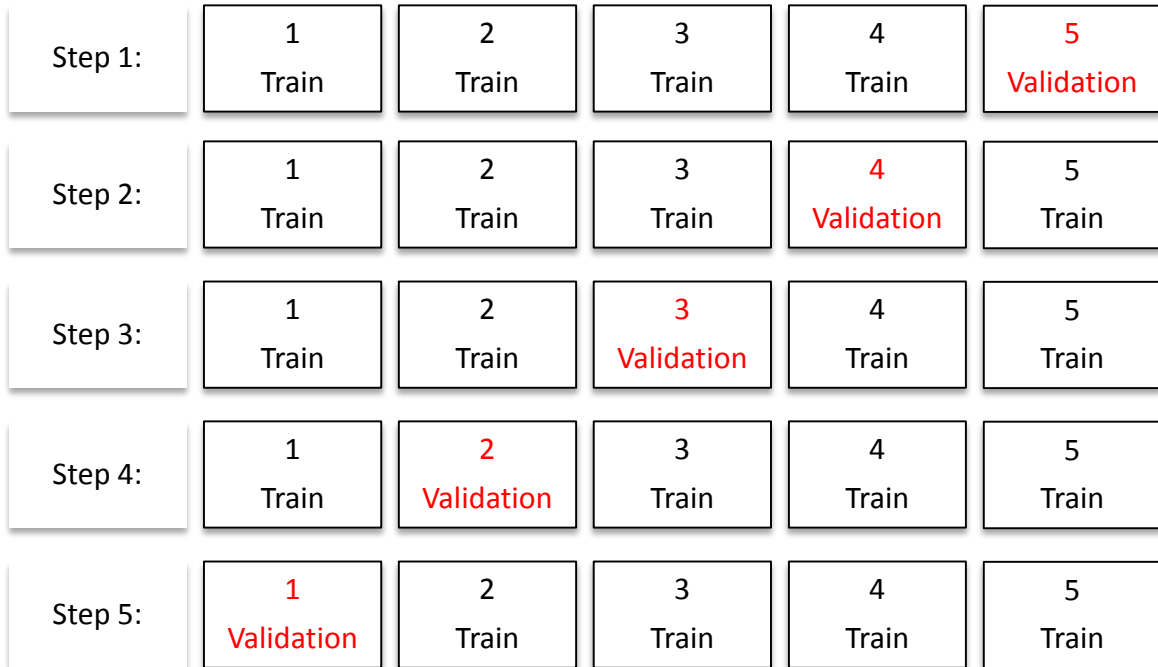 Step 1:
1
Train
2
Train
3
Train
4
Train
5
Validation
Step 2:
1
Train
2
Train
3
Train
4
Validation
5
Train
Step 3:
1
Train
2
Train
3
Validation
4
Train
5
Train
Step 4:
1
Train
2
Validation
3
Train
4
Train
5
Train
Step 5:
1
Validation
2
Train
3
Train
4
Train
5
Train